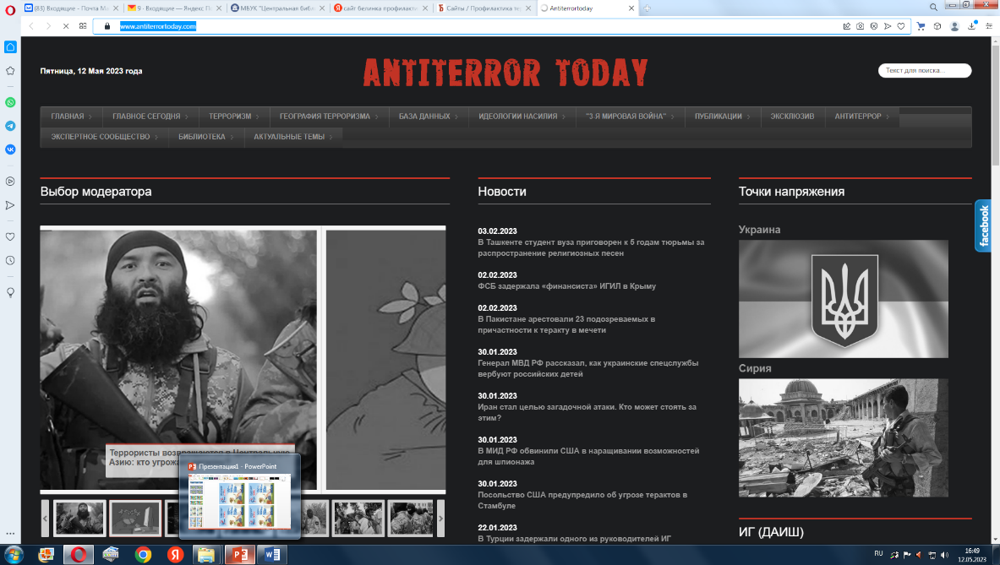 (83) Входящие - Почта Ma
9 · Входящие — Яндекс П
МБУК "Центральная биб
сайт белинка профилакти
Сайты / Профилактика те
Antiterrortoday
www.antiterrortoday.com
Пятница, 12 Мая 2023 года
ANTITERROR TODAY
Текст для поиска...
ГЛАВНАЯ
ГЛАВНОЕ СЕГОДНЯ
ТЕРРОРИЗМ
ГЕОГРАФИЯ ТЕРРОРИЗМА
БАЗА ДАННЫХ
ИДЕОЛОГИИ НАСИЛИЯ
"3-Я МИРОВАЯ ВОЙНА"
ПУБЛИКАЦИИ
ЭКСКЛЮЗИВ
АНТИТЕРРОР
ЭКСПЕРТНОЕ СООБЩЕСТВО
БИБЛИОТЕКА
АКТУАЛЬНЫЕ ТЕМЫ
Выбор модератора
Террористы возвращаются в Центральную
Азию: кто угрожа
Презентация1 - PowerPoint
Новости
03.02.2023
В Ташкенте студент вуза приговорен к 5 годам тюрьмы за
распространение религиозных песен
02.02.2023
ФСБ задержала «финансиста» ИГИЛ в Крыму
02.02.2023
В Пакистане арестовали 23 подозреваемых в
причастности к теракту в мечети
30.01.2023
Генерал МВД РФ рассказал, как украинские спецслужбы
вербуют российских детей
30.01.2023
Иран стал целью загадочной атаки. Кто может стоять за
этим?
30.01.2023
В МИД РФ обвинили США в наращивании возможностей
для шпионажа
30.01.2023
Посольство США предупредило об угрозе терактов в
Стамбуле
22.01.2023
В Турции задержали одного из руководителей ИГ
Точки напряжения
Украина
Сирия
ИГ (ДАИШ)
facebook
RU
16:49
12.05.2023